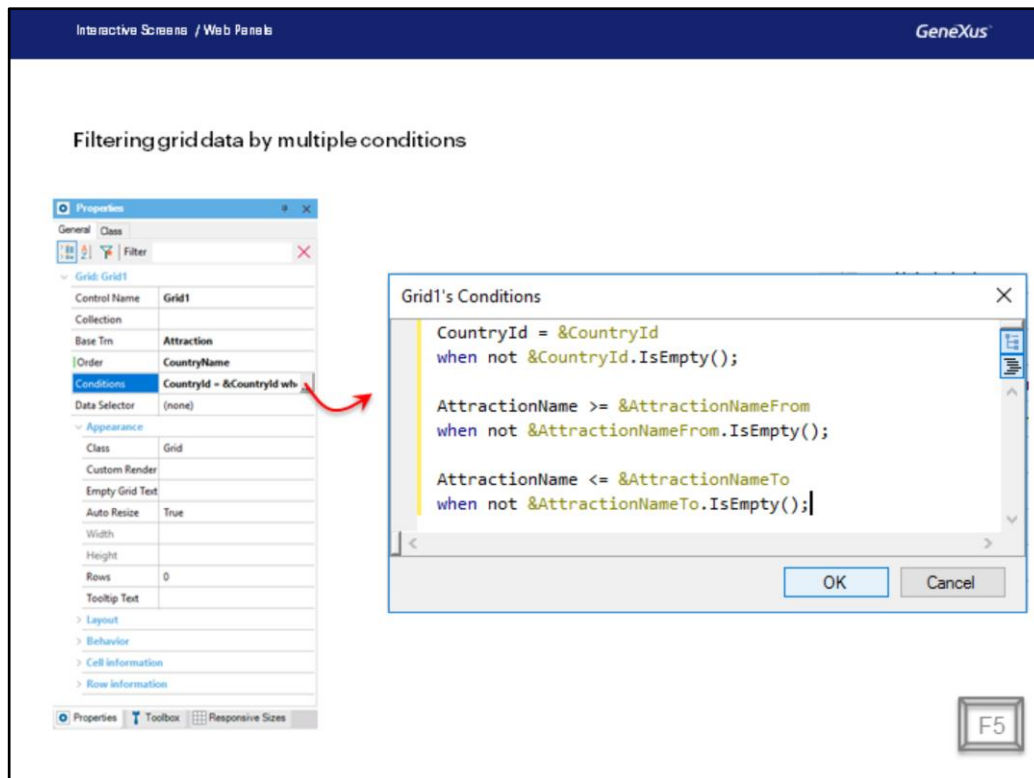 Interactive Screens / Web Panels
GeneXus
Filtering grid data by multiple conditions
Properties
General Class
Filter
Grid: Grid1
Control Name Grid1
Collection
Base Trn Attraction
Order CountryName
Conditions CountryId = &CountryId whe ...
Data Selector (none)
Appearance
Class Grid
Custom Render
Empty Grid Text
Auto Resize True
Width
Height
Rows 0
Tooltip Text
Layout
Behavior
Cell information
Row information
Properties Toolbox Responsive Sizes
Grid1's Conditions
CountryId = &CountryId
when not &CountryId.IsEmpty();
AttractionName >= &AttractionNameFrom
when not &AttractionNameFrom.IsEmpty();
AttractionName <= &AttractionNameTo
when not &AttractionNameTo.IsEmpty();
OK Cancel
F5